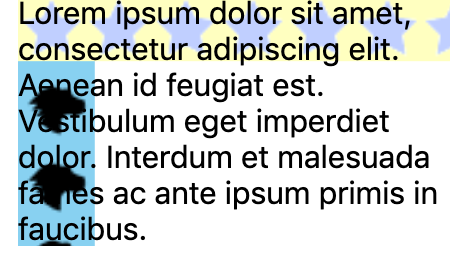 Lorem ipsum dolor sit amet,
consectetur adipiscing elit.
Aenean id feugiat est.
Vestibulum eget imperdiet
dolor. Interdum et malesuada
fames ac ante ipsum primis in
faucibus.